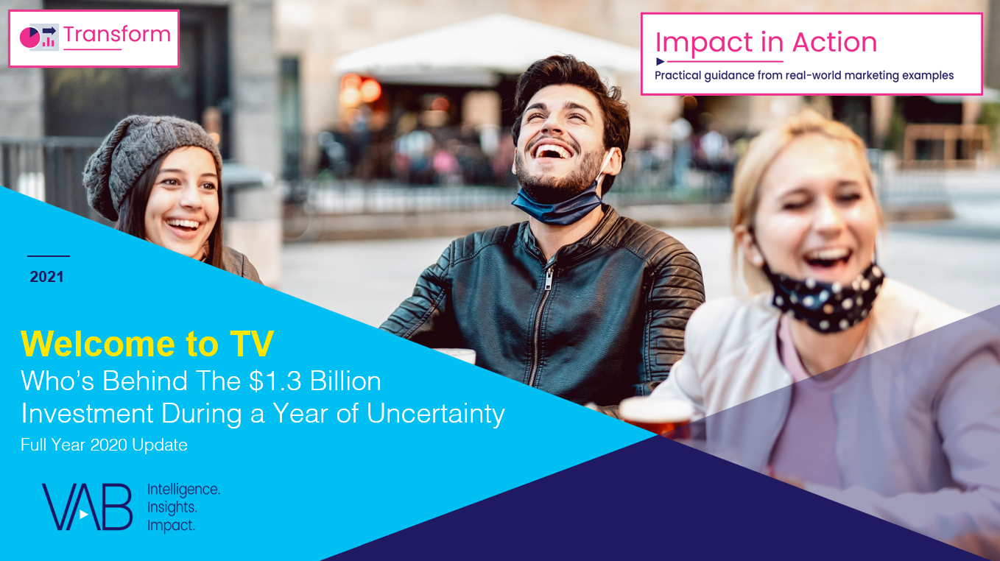 Transform
Impact in Action
Practical guidance from real-world marketing examples
2021
Welcome to TV
Who's Behind The $1.3 Billion
Investment During a Year of Uncertainty
Full Year 2020 Update
VAB
Intelligence.
Insights.
Impact.